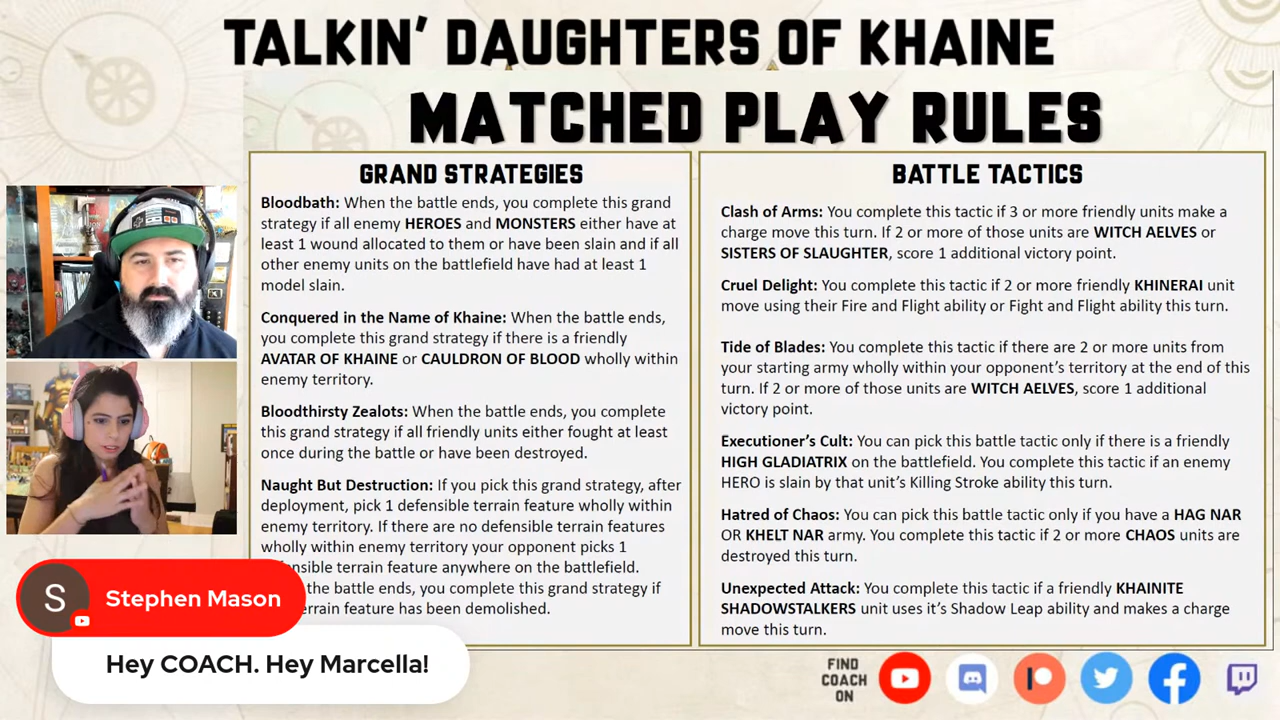 TALKIN' DAUGHTERS OF KHAINE
MATCHED PLAY RULES
GRAND STRATEGIES
Bloodbath: When the battle ends, you complete this grand
strategy if all enemy HEROES and MONSTERS either have at
least 1 wound allocated to them or have been slain and if all
other enemy units on the battlefield have had at least 1
model slain.
Conquered in the Name of Khaine: When the battle ends,
you complete this grand strategy if there is a friendly
AVATAR OF KHAINE or CAULDRON OF BLOOD wholly within
enemy territory.
Bloodthirsty Zealots: When the battle ends, you complete
this grand strategy if all friendly units either fought at least
once during the battle or have been destroyed.
Naught But Destruction: If you pick this grand strategy, after
deployment, pick 1 defensible terrain feature wholly within
enemy territory. If there are no defensible terrain features
wholly within enemy territory your opponent picks 1
ensible terrain feature anywhere on the battlefield.
the battle ends, you complete this grand strategy if
errain feature has been demolished.
BATTLE TACTICS
Clash of Arms: You complete this tactic if 3 or more friendly units make a
charge move this turn. If 2 or more of those units are WITCH AELVES or
SISTERS OF SLAUGHTER, score 1 additional victory point.
Cruel Delight: You complete this tactic if 2 or more friendly KHINERAI unit
move using their Fire and Flight ability or Fight and Flight ability this turn.
Tide of Blades: You complete this tactic if there are 2 or more units from
your starting army wholly within your opponent's territory at the end of this
turn. If 2 or more of those units are WITCH AELVES, score 1 additional
victory point.
Executioner's Cult: You can pick this battle tactic only if there is a friendly
HIGH GLADIATRIX on the battlefield. You complete this tactic if an enemy
HERO is slain by that unit's Killing Stroke ability this turn.
Hatred of Chaos: You can pick this battle tactic only if you have a HAG NAR
OR KHELT NAR army. You complete this tactic if 2 or more CHAOS units are
destroyed this turn.
Unexpected Attack: You complete this tactic if a friendly KHAINITE
SHADOWSTALKERS unit uses it's Shadow Leap ability and makes a charge
move this turn.
S
Stephen Mason
Hey COACH. Hey Marcella!
FIND
COACH
ON